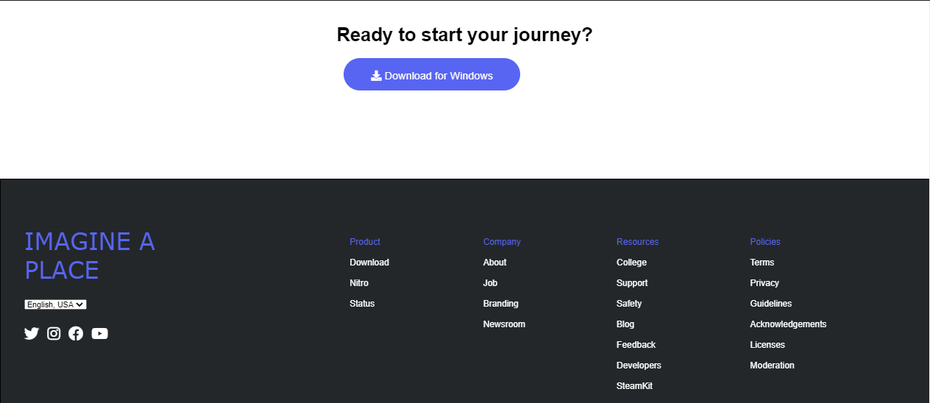 Ready to start your journey?
Download for Windows
IMAGINE A
PLACE
English, USA
Product
Download
Nitro
Status
Company
About
Job
Branding
Newsroom
Resources
College
Support
Safety
Blog
Feedback
Developers
SteamKit
Policies
Terms
Privacy
Guidelines
Acknowledgements
Licenses
Moderation